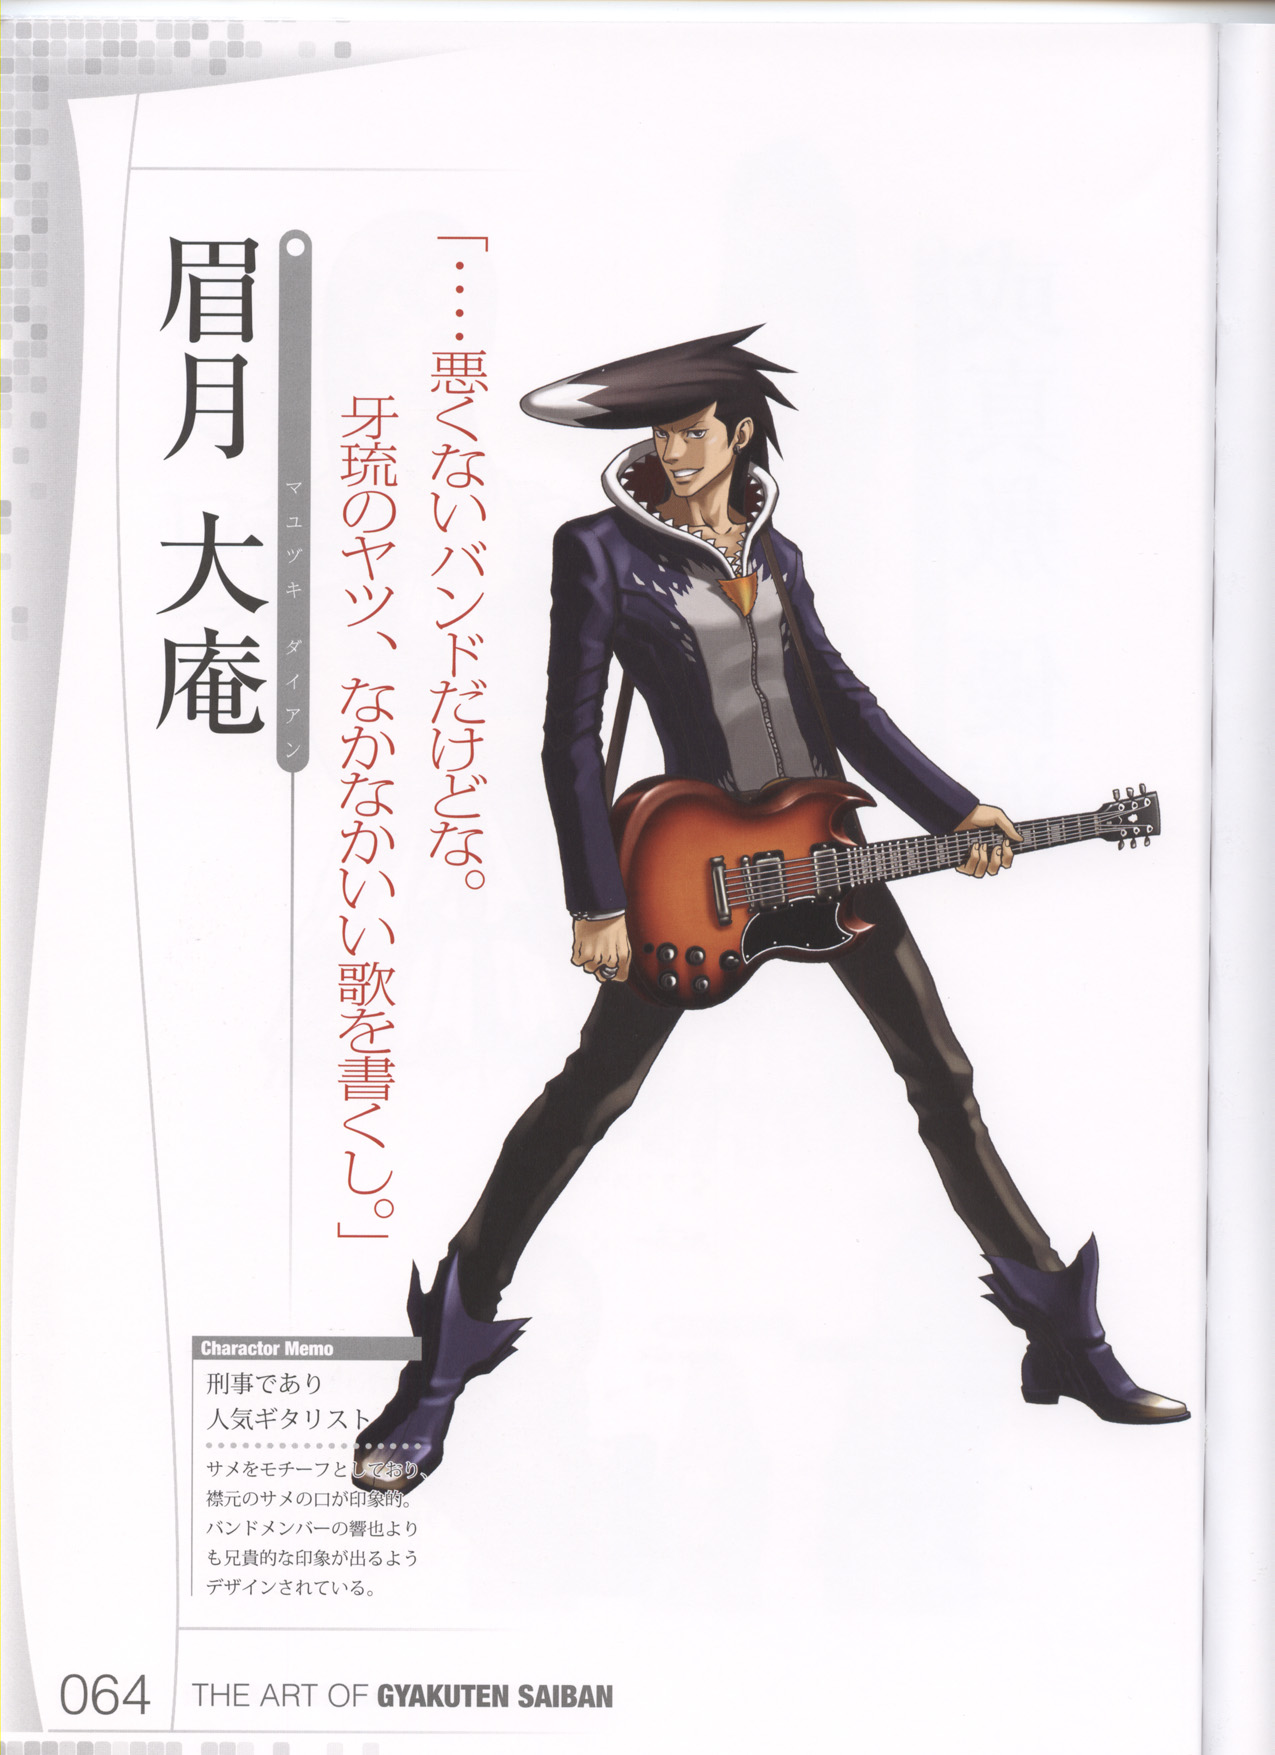 眉月 大庵
マユヅキ ダイアン
「‥‥悪くないバンドだけどな。
牙琉のヤツ、なかなかいい歌を書くし。」
Charactor Memo
刑事であり
人気ギタリスト
サメをモチーフとしており、
襟元のサメの口が印象的。
バンドメンバーの響也より
も兄貴的な印象が出るよう
デザインされている。
064
THE ART OF GYAKUTEN SAIBAN